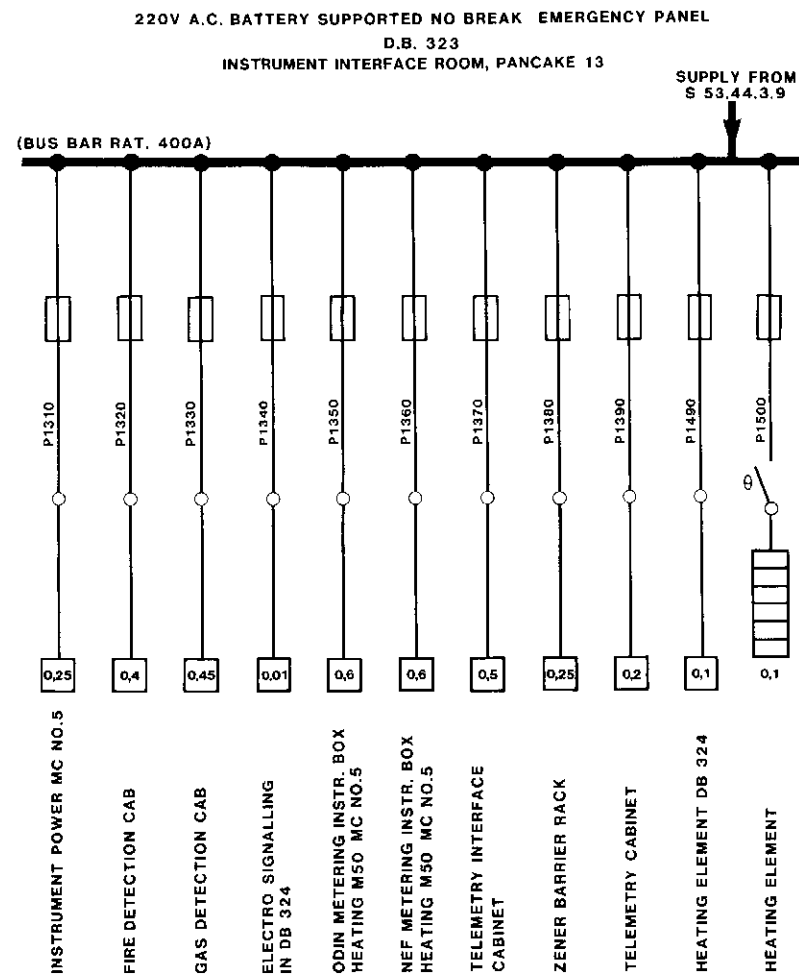 220V A.C. BATTERY SUPPORTED NO BREAK EMERGENCY PANEL
D.B. 323
INSTRUMENT INTERFACE ROOM, PANCAKE 13
SUPPLY FROM
S 53.44.3.9
(BUS BAR RAT. 400A)
P1310
P1320
P1330
P1340
P1350
P1360
P1370
P1380
P1390
P1490
P1500
θ
0,25
0,4
0,45
0,01
0,6
0,6
0,5
0,25
0,2
0,1
0,1
INSTRUMENT POWER MC NO.5
FIRE DETECTION CAB
GAS DETECTION CAB
ELECTRO SIGNALLING
IN DB 324
ODIN METERING INSTR. BOX
HEATING M50 MC NO.5
NEF METERING INSTR. BOX
HEATING M50 MC NO.5
TELEMETRY INTERFACE
CABINET
ZENER BARRIER RACK
TELEMETRY CABINET
HEATING ELEMENT DB 324
HEATING ELEMENT